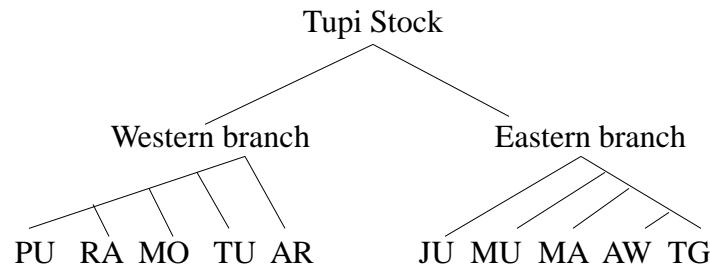 Tupi Stock
Western branch Eastern branch
PU RA MO TU AR JU MU MA AW TG